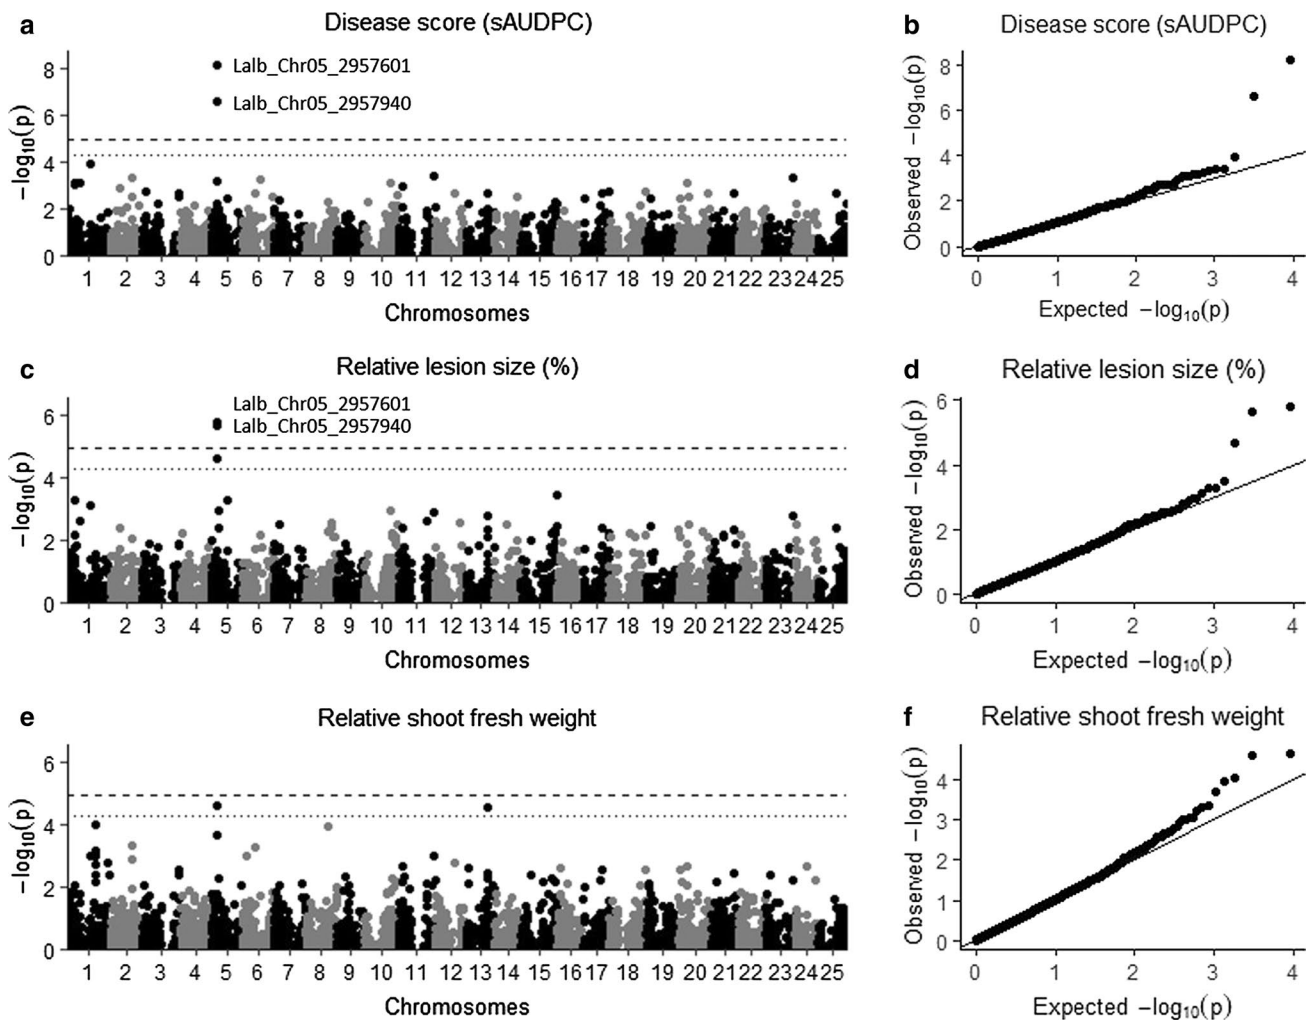 a
Disease score (sAUDPC)
8
6
4
2
0
−log10(p)
Lalb_Chr05_2957601
Lalb_Chr05_2957940
1 2 3 4 5 6 7 8 9 10 11 12 13 14 15 16 17 18 19 20 21 22 23 24 25
Chromosomes
b
Disease score (sAUDPC)
8
6
4
2
0
Observed −log10(p)
0 1 2 3 4
Expected −log10(p)
c
Relative lesion size (%)
6
4
2
0
−log10(p)
Lalb_Chr05_2957601
Lalb_Chr05_2957940
1 2 3 4 5 6 7 8 9 10 11 12 13 14 15 16 17 18 19 20 21 22 23 24 25
Chromosomes
d
Relative lesion size (%)
6
4
2
0
Observed −log10(p)
0 1 2 3 4
Expected −log10(p)
e
Relative shoot fresh weight
6
4
2
0
−log10(p)
1 2 3 4 5 6 7 8 9 10 11 12 13 14 15 16 17 18 19 20 21 22 23 24 25
Chromosomes
f
Relative shoot fresh weight
4
3
2
1
0
Observed −log10(p)
0 1 2 3 4
Expected −log10(p)